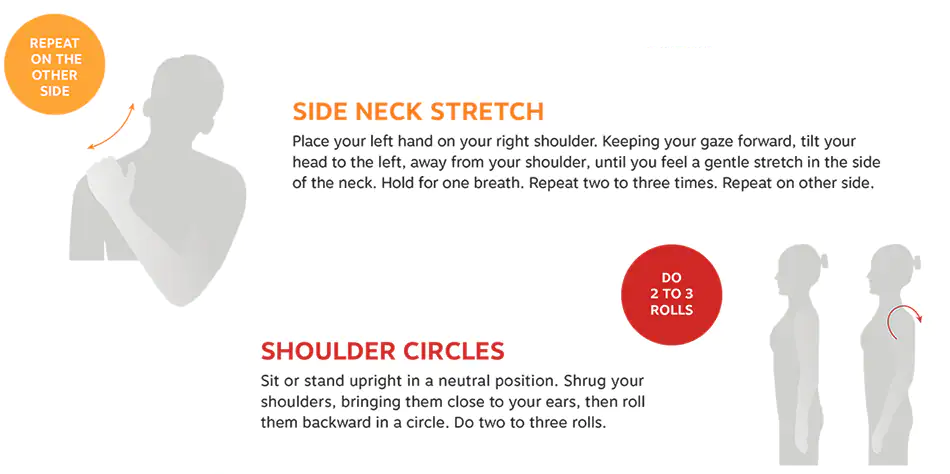 REPEAT
ON THE
OTHER
SIDE
SIDE NECK STRETCH
Place your left hand on your right shoulder. Keeping your gaze forward, tilt your
head to the left, away from your shoulder, until you feel a gentle stretch in the side
of the neck. Hold for one breath. Repeat two to three times. Repeat on other side.
DO
2 TO 3
ROLLS
SHOULDER CIRCLES
Sit or stand upright in a neutral position. Shrug your
shoulders, bringing them close to your ears, then roll
them backward in a circle. Do two to three rolls.